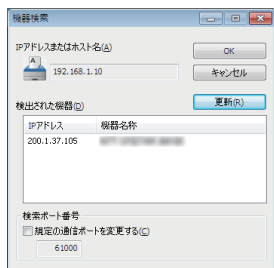 機器検索
IPアドレスまたはホスト名(A)
192.168.1.10
OK
キャンセル
検出された機器(D)
更新(R)
IPアドレス 機器名称
200.1.37.105
検索ポート番号
規定の通信ポートを変更する(C)
61000